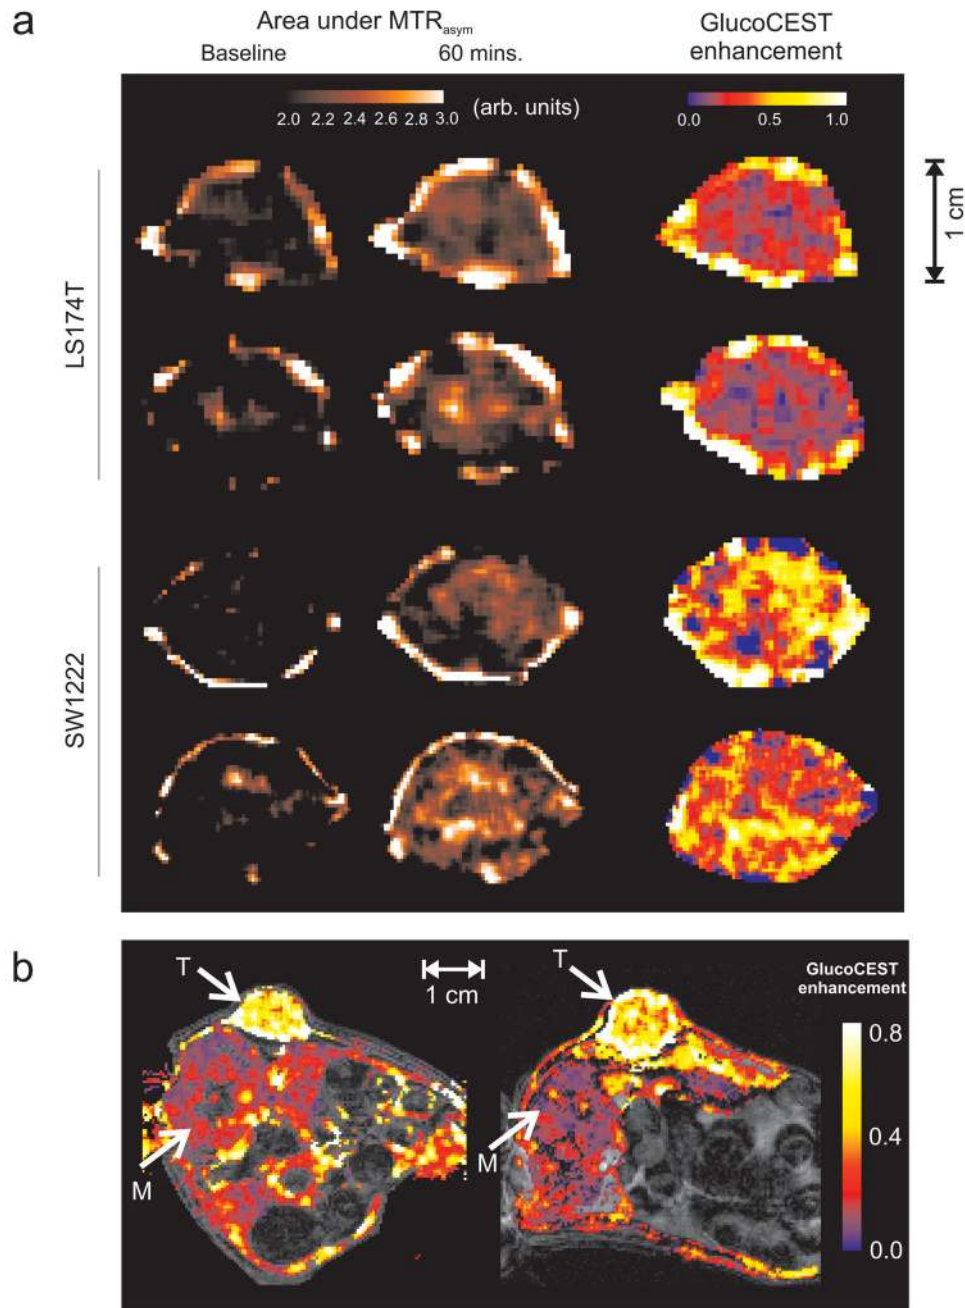 a
Area under MTRasym
Baseline
60 mins.
GlucoCEST
enhancement
2.0 2.2 2.4 2.6 2.8 3.0
(arb. units)
0.0 0.5 1.0
1 cm
LS174T
SW1222
b
T
1 cm
M
T
M
GlucoCEST
enhancement
0.8
0.4
0.0